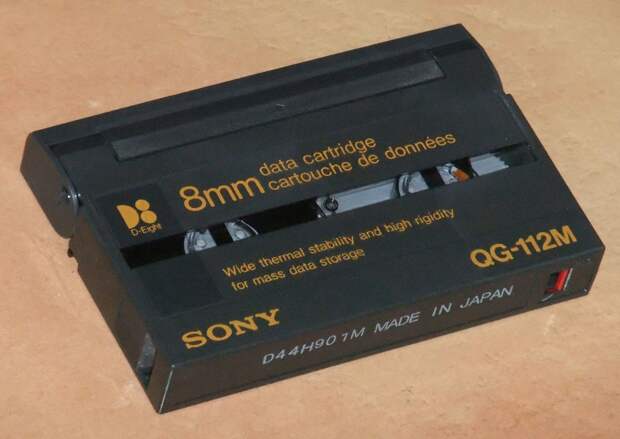 8mm data cartridge
cartouche de données
D-Eight
Wide thermal stability and high rigidity
for mass data storage
QG-112M
SONY
D44H901M MADE IN JAPAN